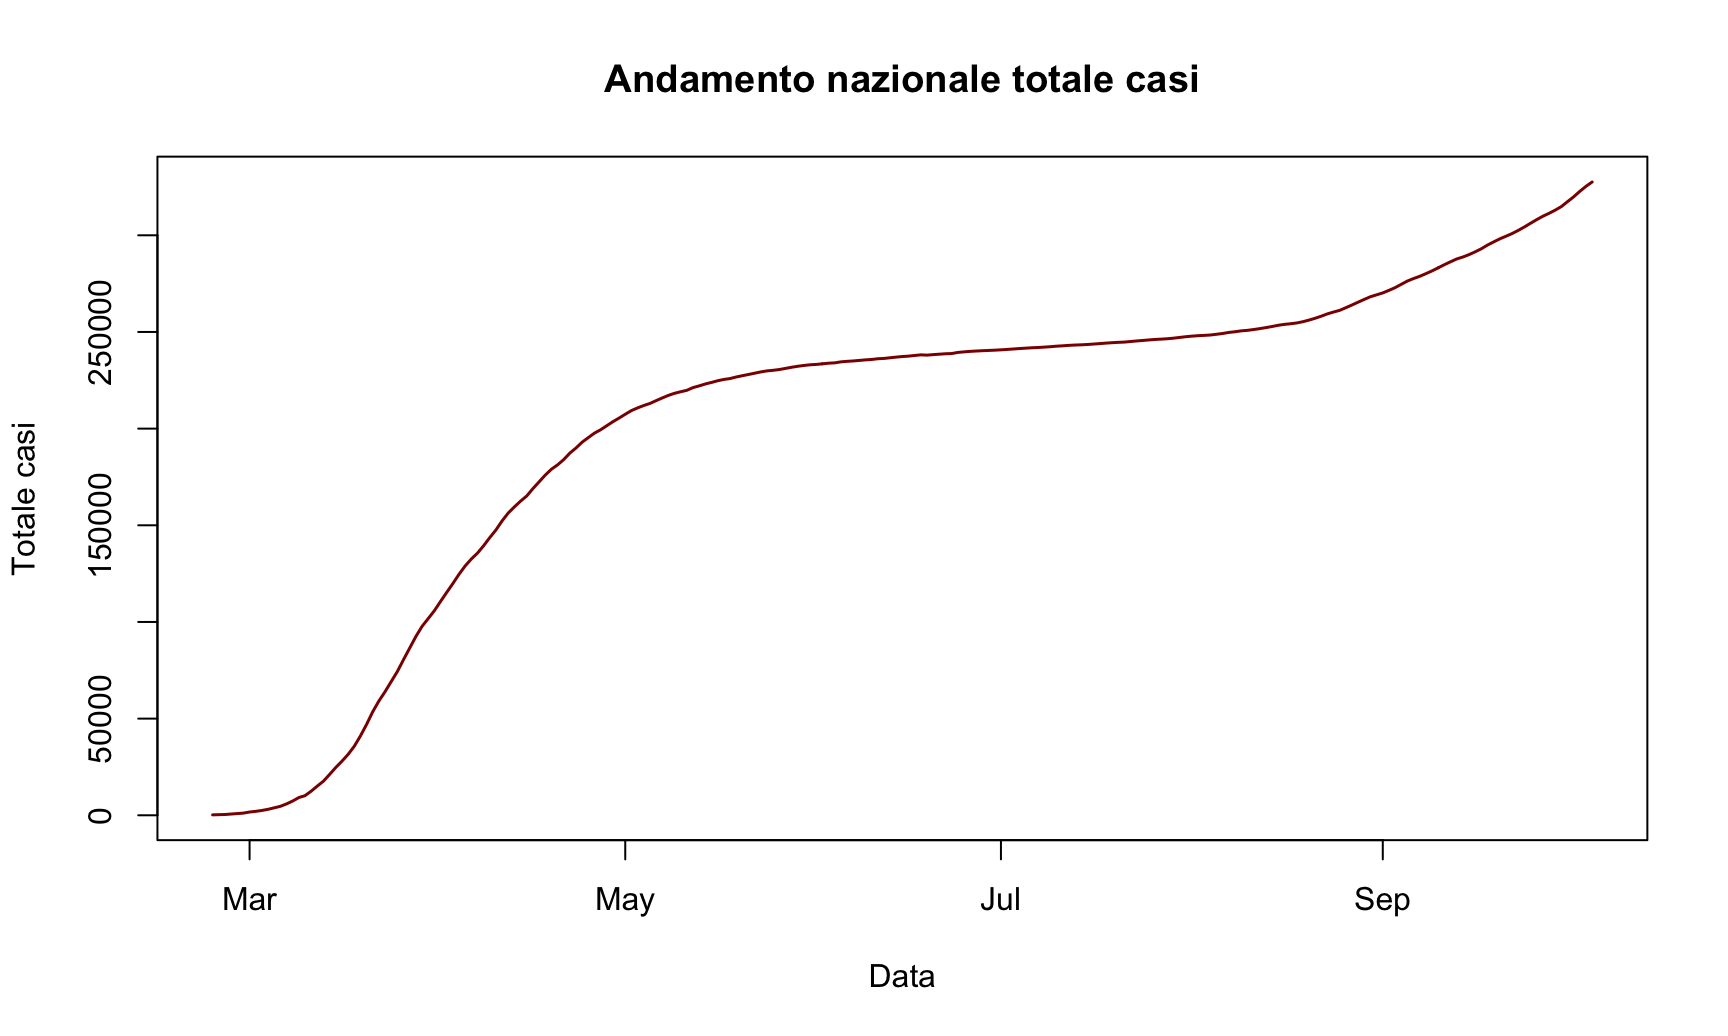 Andamento nazionale totale casi
Totale casi
250000
150000
50000
0
Mar May Jul Sep
Data